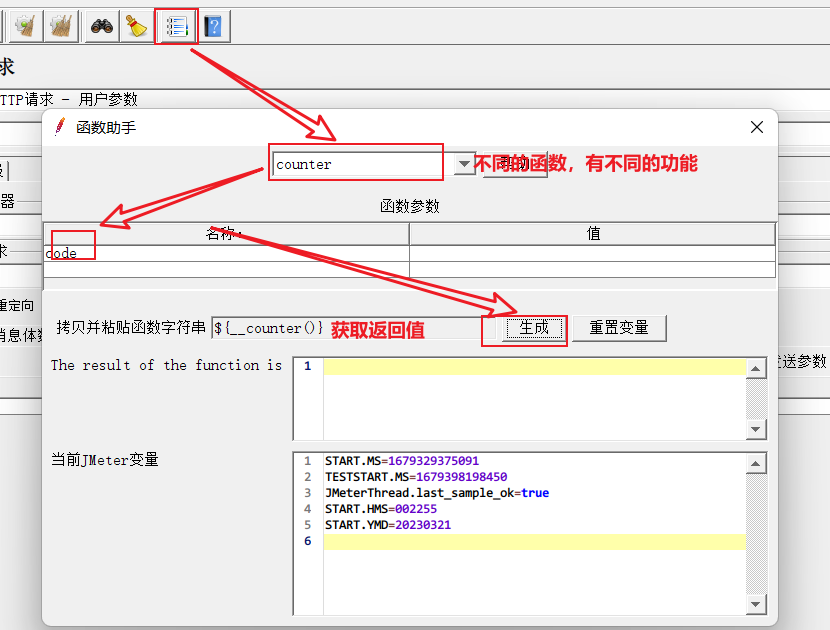 求
TTP请求 - 用户参数
函数助手
counter
不同的函数，有不同的功能
函数参数
器
名称:
值
求
code
重定向
拷贝并粘贴函数字符串
${__counter()}
获取返回值
生成
重置变量
消息体数
The result of the function is
1
发送参数
当前JMeter变量
1 START.MS=1679329375091
2 TESTSTART.MS=1679398198450
3 JMeterThread.last_sample_ok=true
4 START.HMS=002255
5 START.YMD=20230321
6